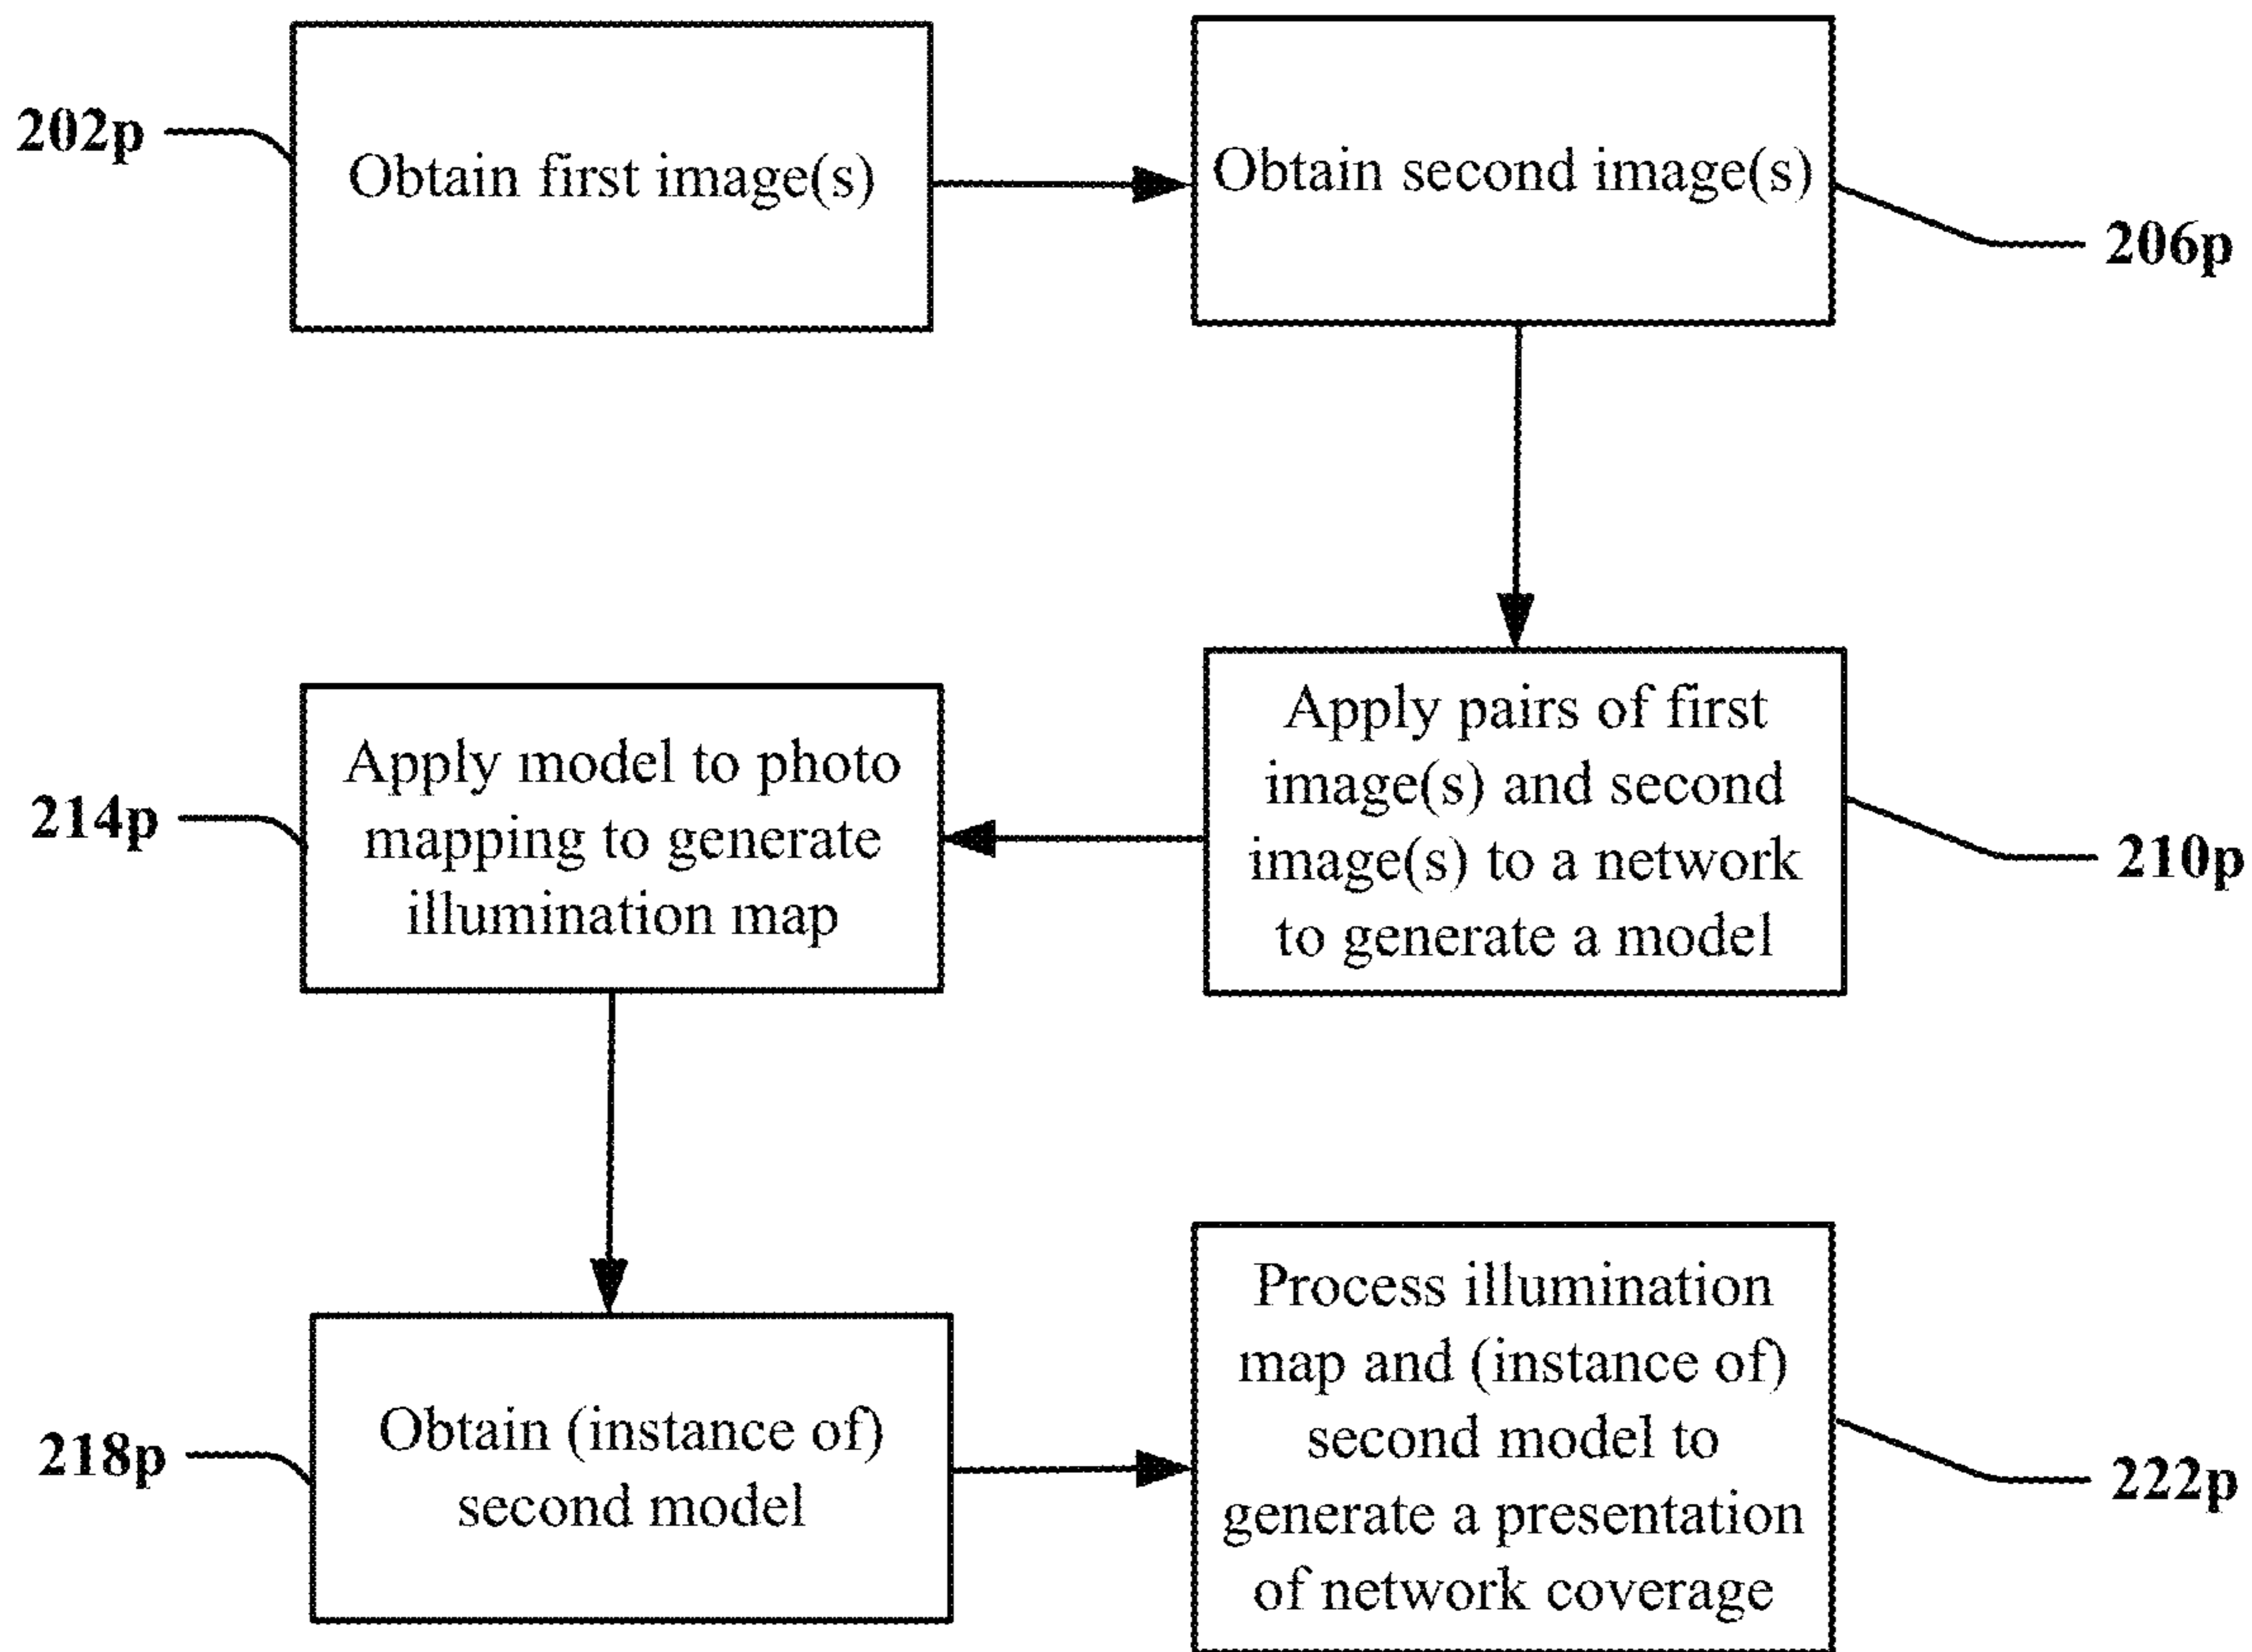 202p
Obtain first image(s)
Obtain second image(s)
206p
Apply pairs of first
image(s) and second
image(s) to a network
to generate a model
210p
214p
Apply model to photo
mapping to generate
illumination map
218p
Obtain (instance of)
second model
Process illumination
map and (instance of)
second model to
generate a presentation
of network coverage
222p